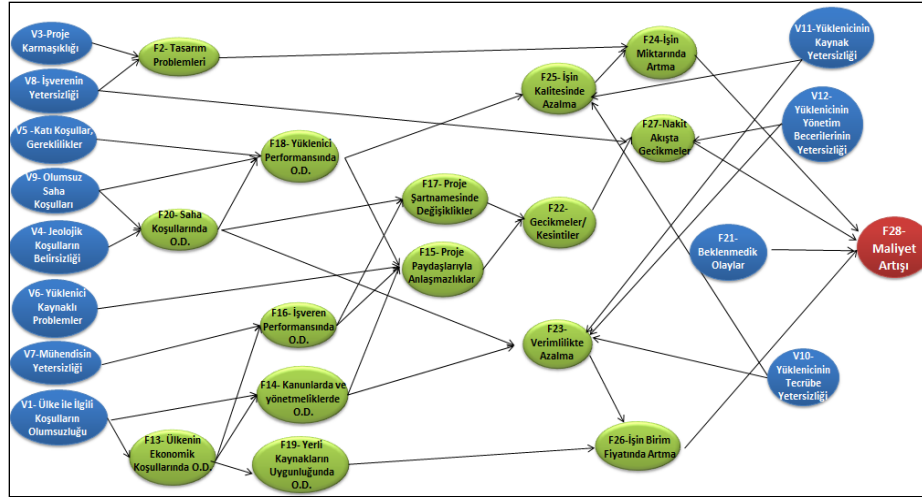 V3-Proje
Karmaşıklığı
V8- İşverenin
Yetersizliği
V5 -Katı Koşullar,
Gereklilikler
V9- Olumsuz
Saha
Koşulları
V4- Jeolojik
Koşulların
Belirsizliği
V6- Yüklenici
Kaynaklı
Problemler
V7-Mühendisin
Yetersizliği
V1- Ülke ile İlgili
Koşulların
Olumsuzluğu
F2- Tasarım
Problemleri
F18- Yüklenici
Performansında
O.D.
F20- Saha
Koşullarında
O.D.
F16- İşveren
Performansında
O.D.
F14- Kanunlarda ve
yönetmeliklerde
O.D.
F13- Ülkenin
Ekonomik
Koşullarında O.D.
F19- Yerli
Kaynakların
Uygunluğunda
O.D.
F17- Proje
Şartnamesinde
Değişiklikler
F15- Proje
Paydaşlarıyla
Anlaşmazlıklar
F24-İşin
Miktarında
Artma
F25- İşin
Kalitesinde
Azalma
F27-Nakit
Akışta
Gecikmeler
F22-
Gecikmeler/
Kesintiler
F23-
Verimlilikte
Azalma
F26-İşin Birim
Fiyatında Artma
V11-Yüklenicinin
Kaynak
Yetersizliği
V12-
Yüklenicinin
Yönetim
Becerilerinin
Yetersizliği
F21-
Beklenmedik
Olaylar
F28-
Maliyet
Artışı
V10-
Yüklenicinin
Tecrübe
Yetersizliği